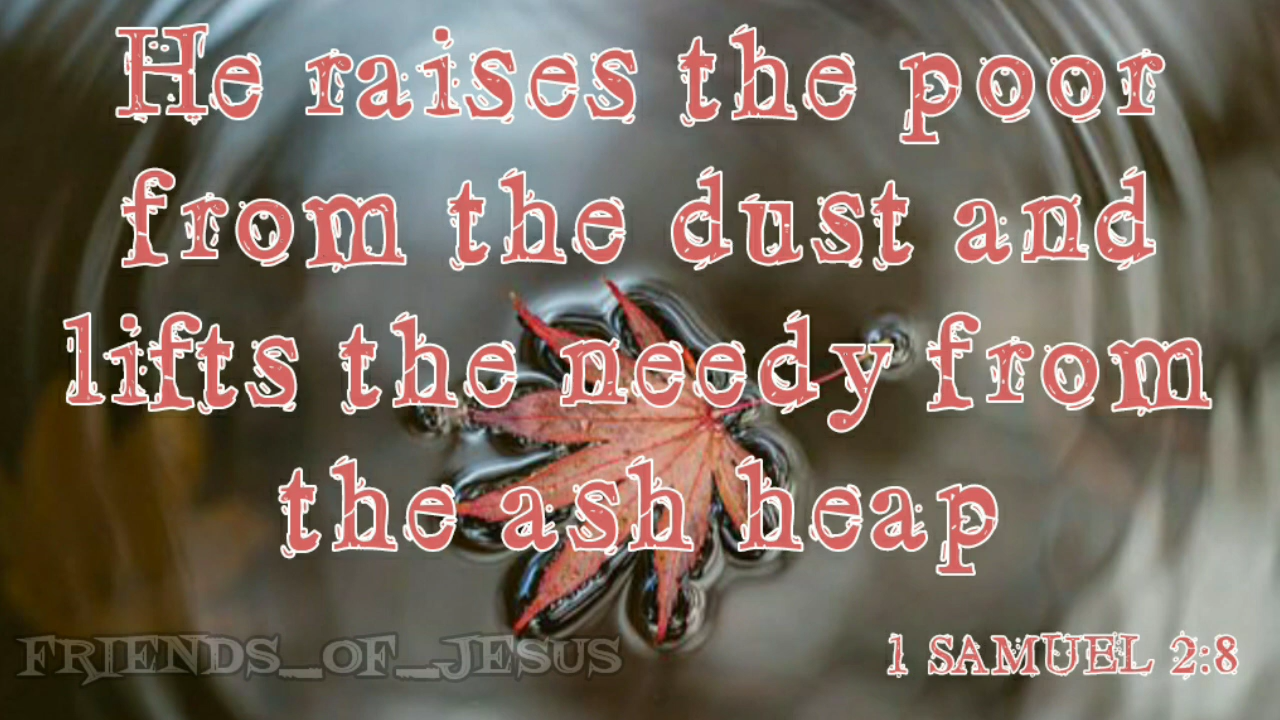 He raises the poor
from the dust and
lifts the needy from
the ash heap
FRIENDS_OF_JESUS
1 SAMUEL 2:8